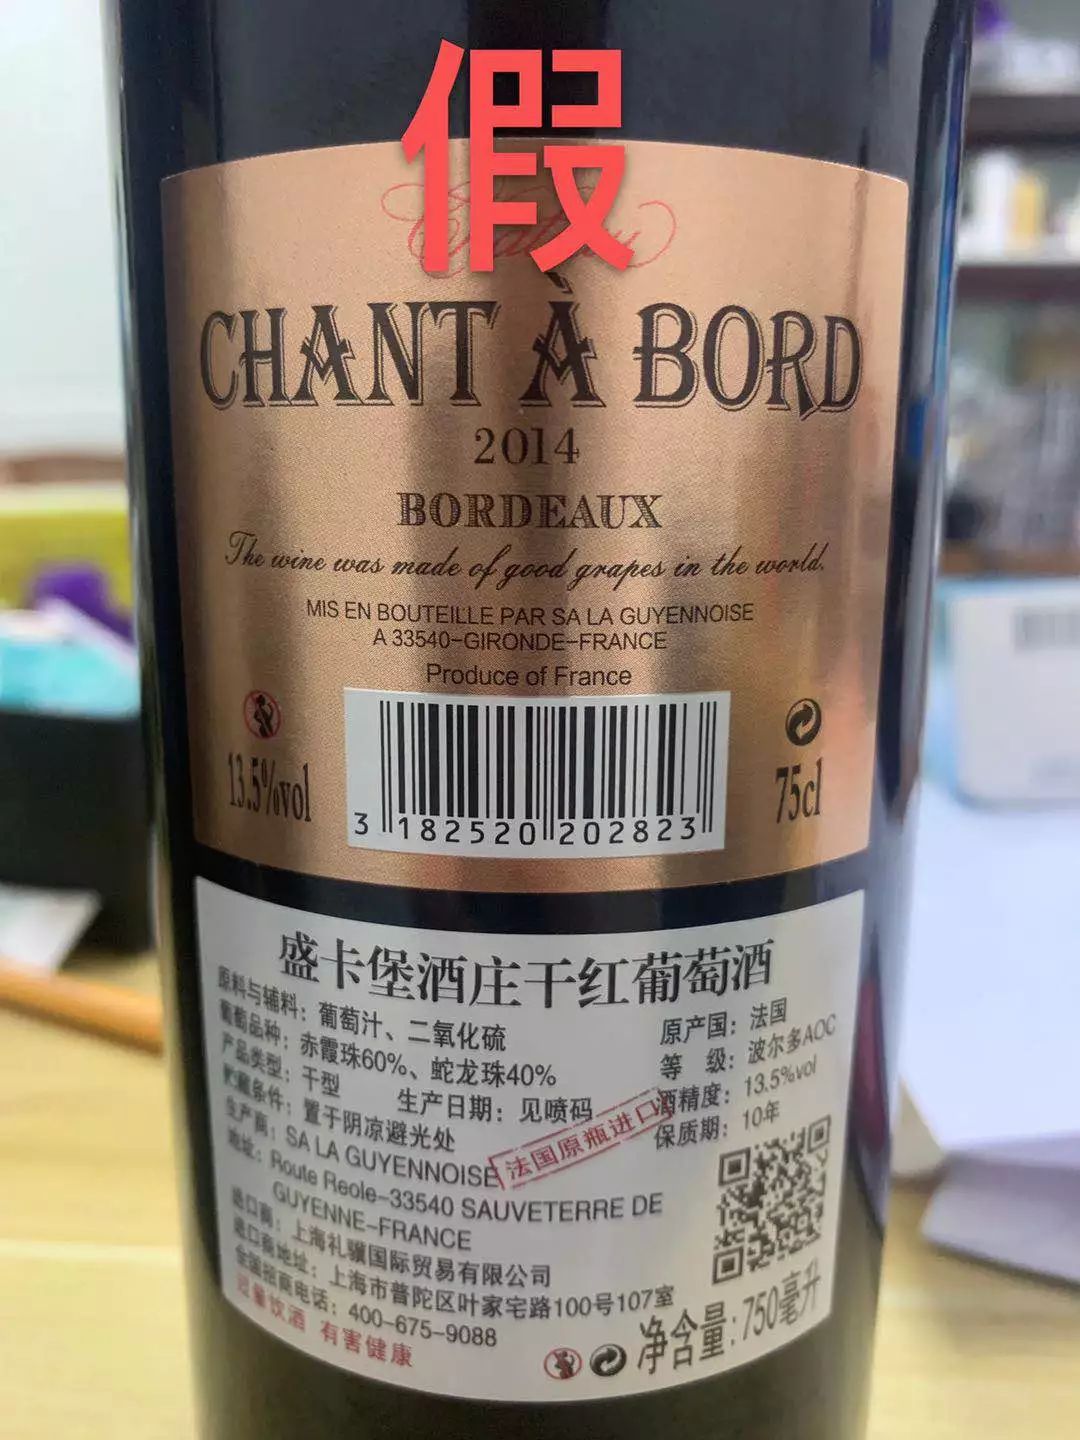 假
CHANT À BORD
2014
BORDEAUX
The wine was made of good grapes in the world.
MIS EN BOUTEILLE PAR SA LA GUYENNOISE
A 33540-GIRONDE-FRANCE
Produce of France
13.5%vol
75cl
3 182520 202823
盛卡堡酒庄干红葡萄酒
原料与辅料：葡萄汁、二氧化硫
葡萄品种：赤霞珠60%、蛇龙珠40%
产品类型：干型 生产日期：见喷码
贮藏条件：置于阴凉避光处
生产商：SA LA GUYENNOISE
地址：Route Reole-33540 SAUVETERRE DE
GUYENNE-FRANCE
进口商：上海礼骥国际贸易有限公司
进口商地址：上海市普陀区叶家宅路100号107室
全国招商电话：400-675-9088
过量饮酒 有害健康
原产国：法国
等 级：波尔多AOC
酒精度：13.5%vol
保质期：10年
法国原瓶进口
净含量:750毫升